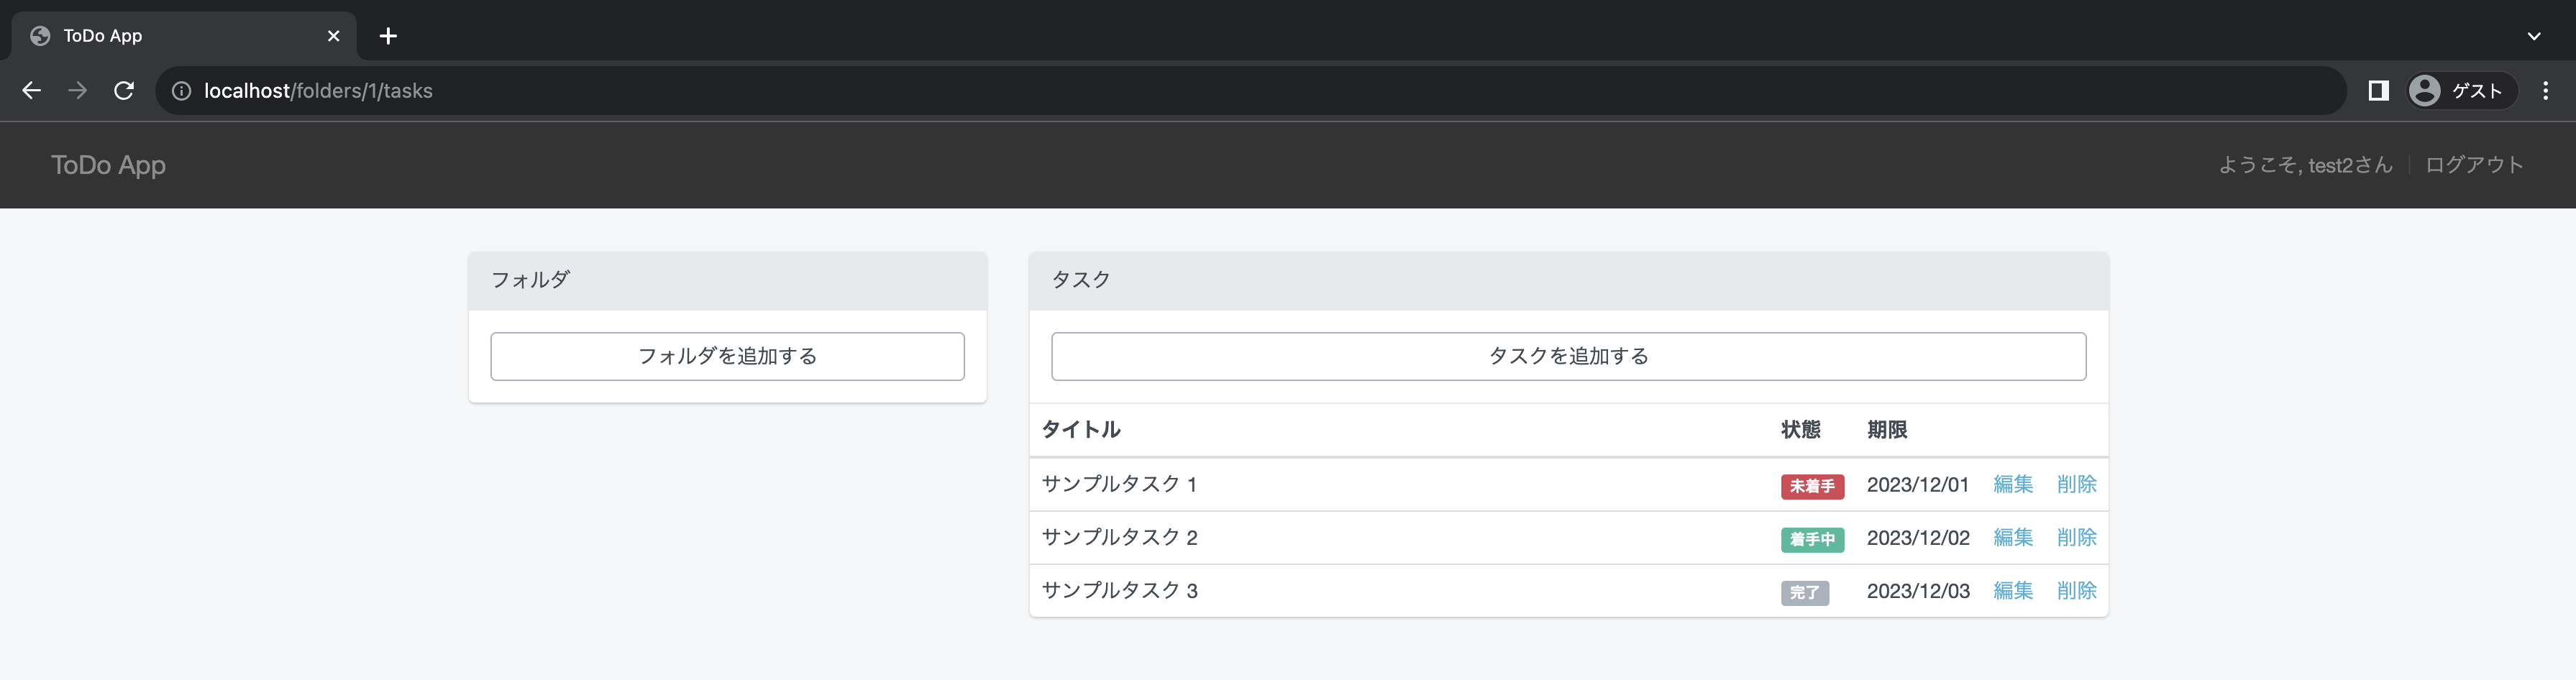 ToDo App
localhost/folders/1/tasks
ゲスト
ToDo App
ようこそ, test2さん
ログアウト
フォルダ
フォルダを追加する
タスク
タスクを追加する
タイトル 状態 期限
サンプルタスク 1 未着手 2023/12/01 編集 削除
サンプルタスク 2 着手中 2023/12/02 編集 削除
サンプルタスク 3 完了 2023/12/03 編集 削除